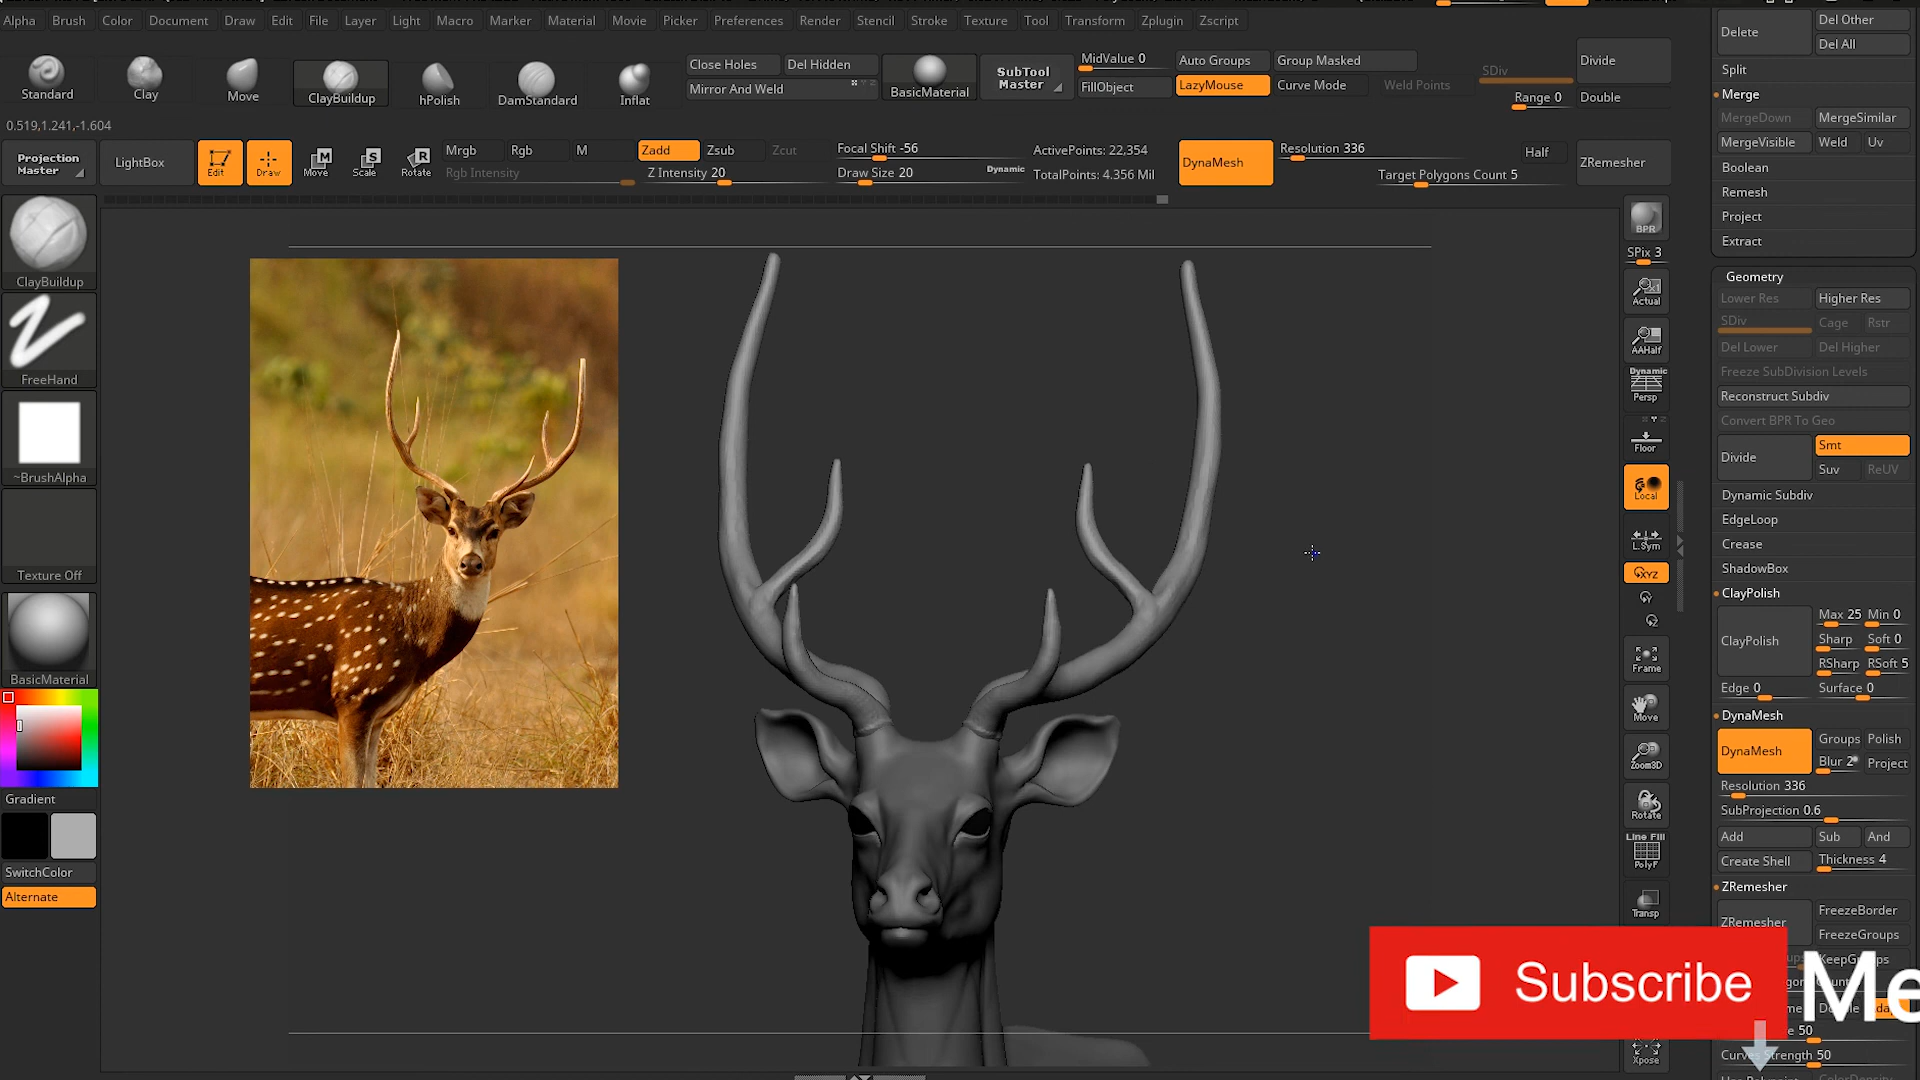 Alpha Brush Color Document Draw Edit File Layer Light Macro Marker Material Movie Picker Preferences Render Stencil Stroke Texture Tool Transform Zplugin Zscript
Standard
Clay
Move
ClayBuildup
hPolish
DamStandard
Inflat
Close Holes
Del Hidden
Mirror And Weld
BasicMaterial
SubTool
Master
MidValue 0
FillObject
Auto Groups
Group Masked
LazyMouse
Curve Mode
Weld Points
SDiv
Range 0
Divide
Double
0.519,1.241,-1.604
Projection
Master
LightBox
Edit
Draw
Move
Scale
Rotate
Mrgb
Rgb
M
Rgb Intensity
Zadd
Zsub
Zcut
Z Intensity 20
Focal Shift -56
Draw Size 20
Dynamic
ActivePoints: 22,354
TotalPoints: 4.356 Mil
DynaMesh
Resolution 336
Half
Target Polygons Count 5
ZRemesher
ClayBuildup
FreeHand
~BrushAlpha
Texture Off
BasicMaterial
Gradient
SwitchColor
Alternate
BPR
SPix 3
Actual
AAHalf
Dynamic
Persp
Floor
Local
L.Sym
XYZ
Frame
Move
Zoom3D
Rotate
Line Fill
PolyF
Transp
Xpose
Delete
Del Other
Del All
Split
Merge
MergeDown
MergeSimilar
MergeVisible
Weld
Uv
Boolean
Remesh
Project
Extract
Geometry
Lower Res
Higher Res
SDiv
Cage
Rstr
Del Lower
Del Higher
Freeze SubDivision Levels
Reconstruct Subdiv
Convert BPR To Geo
Divide
Smt
Suv
ReUV
Dynamic Subdiv
EdgeLoop
Crease
ShadowBox
ClayPolish
ClayPolish
Max 25
Min 0
Sharp
Soft 0
RSharp
RSoft 5
Edge 0
Surface 0
DynaMesh
DynaMesh
Groups
Polish
Blur 2
Project
Resolution 336
SubProjection 0.6
Add
Sub
And
Create Shell
Thickness 4
ZRemesher
ZRemesher
FreezeBorder
FreezeGroups
50
Curves Strength 50
Subscribe
Me